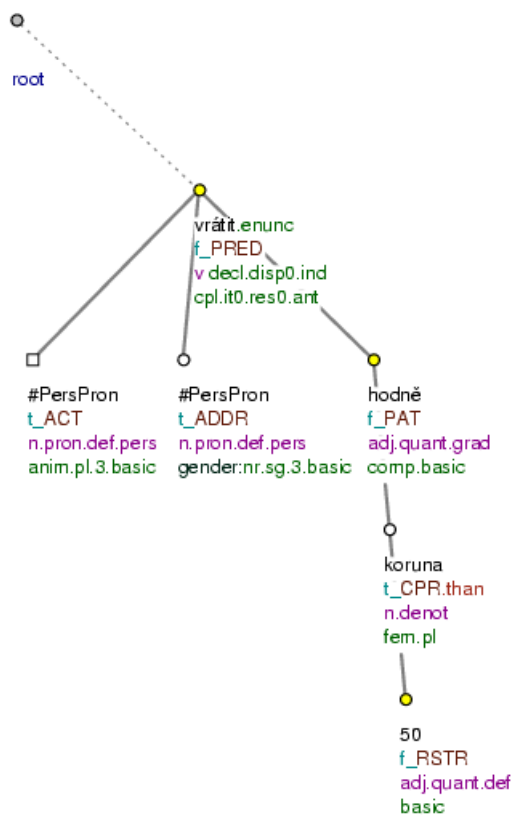 root
vrátit.enunc
f_PRED
v decl.disp0.ind
cpl.it0.res0.ant
#PersPron
t_ACT
n.pron.def.pers
anim.pl.3.basic
#PersPron
t_ADDR
n.pron.def.pers
gender:nr.sg.3.basic
hodně
f_PAT
adj.quant.grad
comp.basic
koruna
t_CPR.than
n.denot
fem.pl
50
f_RSTR
adj.quant.def
basic